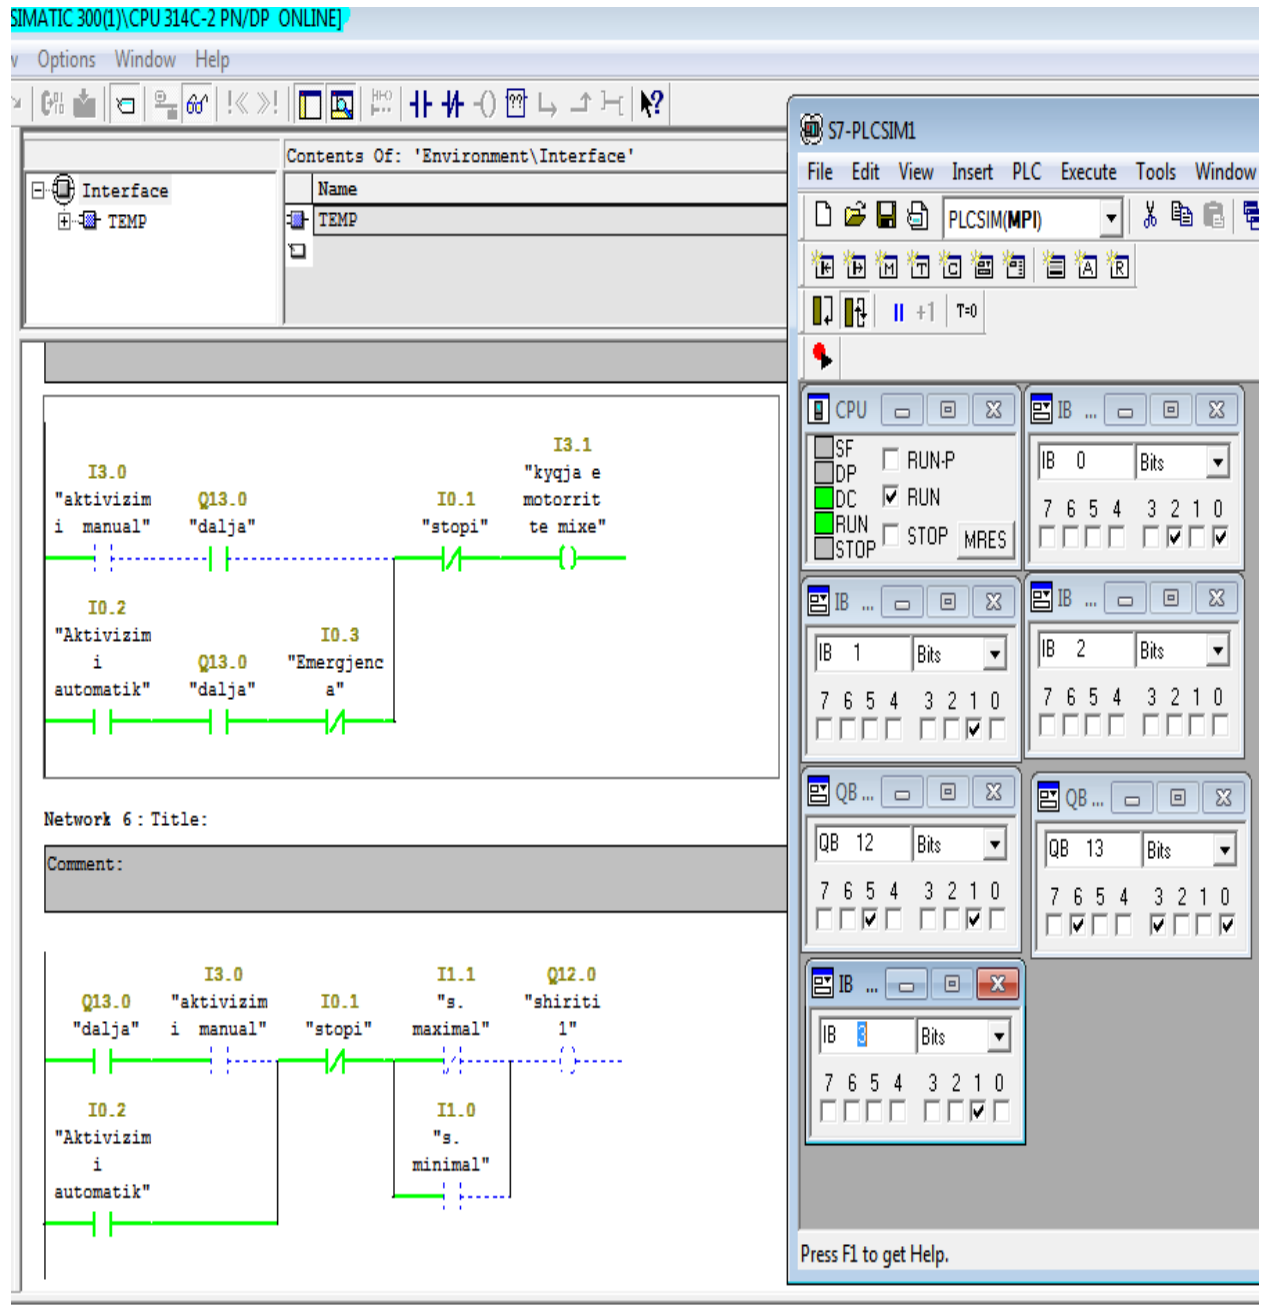 SIMATIC 300(1)\CPU 314C-2 PN/DP ONLINE]
Options Window Help
Contents Of: 'Environment\Interface'
Interface
TEMP
Name
TEMP
I3.0
"aktivizim
i manual"
Q13.0
"dalja"
I0.1
"stopi"
I3.1
"kyqja e
motorrit
te mixe"
I0.2
"Aktivizim
i
automatik"
Q13.0
"dalja"
I0.3
"Emergjenc
a"
Network 6 : Title:
Comment:
Q13.0
"dalja"
I3.0
"aktivizim
i manual"
I0.1
"stopi"
I1.1
"s.
maximal"
Q12.0
"shiriti
1"
I0.2
"Aktivizim
i
automatik"
I1.0
"s.
minimal"
S7-PLCSIM1
File Edit View Insert PLC Execute Tools Window
PLCSIM(MPI)
+1 T=0
CPU
SF
DP
DC
RUN
STOP
RUN-P
RUN
STOP
MRES
IB ...
IB 0 Bits
7 6 5 4 3 2 1 0
IB ...
IB 1 Bits
7 6 5 4 3 2 1 0
IB ...
IB 2 Bits
7 6 5 4 3 2 1 0
QB ...
QB 12 Bits
7 6 5 4 3 2 1 0
QB ...
QB 13 Bits
7 6 5 4 3 2 1 0
IB ...
IB 3 Bits
7 6 5 4 3 2 1 0
Press F1 to get Help.